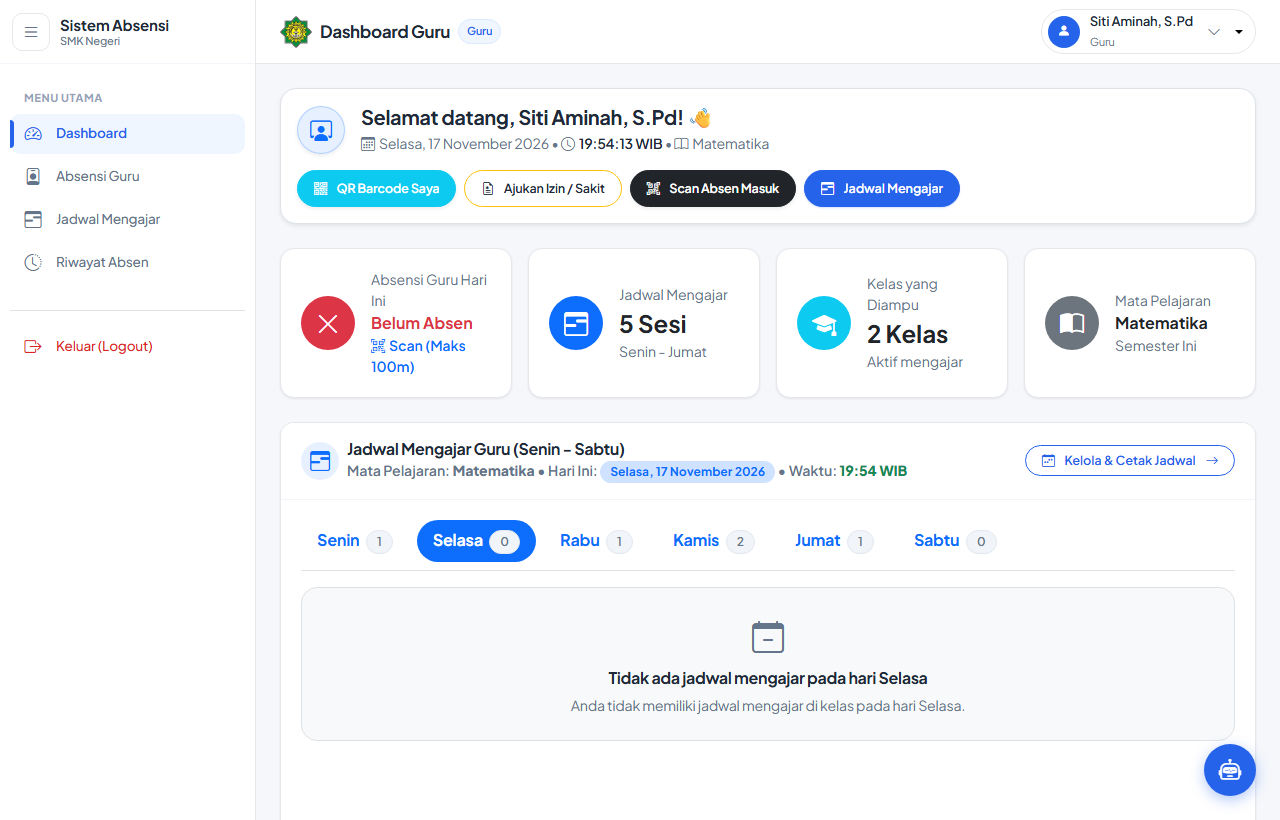 Sistem Absensi
SMK Negeri
Dashboard Guru
Guru
Siti Aminah, S.Pd
Guru
MENU UTAMA
Dashboard
Absensi Guru
Jadwal Mengajar
Riwayat Absen
Keluar (Logout)
Selamat datang, Siti Aminah, S.Pd! 👋
Selasa, 17 November 2026 • 19:54:13 WIB • Matematika
QR Barcode Saya
Ajukan Izin / Sakit
Scan Absen Masuk
Jadwal Mengajar
Absensi Guru Hari
Ini
Belum Absen
Scan (Maks
100m)
Jadwal Mengajar
5 Sesi
Senin - Jumat
Kelas yang
Diampu
2 Kelas
Aktif mengajar
Mata Pelajaran
Matematika
Semester Ini
Jadwal Mengajar Guru (Senin - Sabtu)
Mata Pelajaran: Matematika • Hari Ini: Selasa, 17 November 2026 • Waktu: 19:54 WIB
Kelola & Cetak Jadwal →
Senin 1
Selasa 0
Rabu 1
Kamis 2
Jumat 1
Sabtu 0
Tidak ada jadwal mengajar pada hari Selasa
Anda tidak memiliki jadwal mengajar di kelas pada hari Selasa.